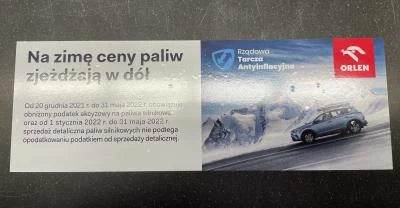 Na zimę ceny paliw
zjeżdżają w dół
Od 20 grudnia 2021 r. do 31 maja 2022 r. obowiązuje
obniżony podatek akcyzowy na paliwa silnikowe
oraz od 1 stycznia 2022 r. do 31 maja 2022 r.
sprzedaż detaliczna paliw silnikowych nie podlega
opodatkowaniu podatkiem od sprzedaży detalicznej.
Rządowa
Tarcza
Antyinflacyjna
ORLEN